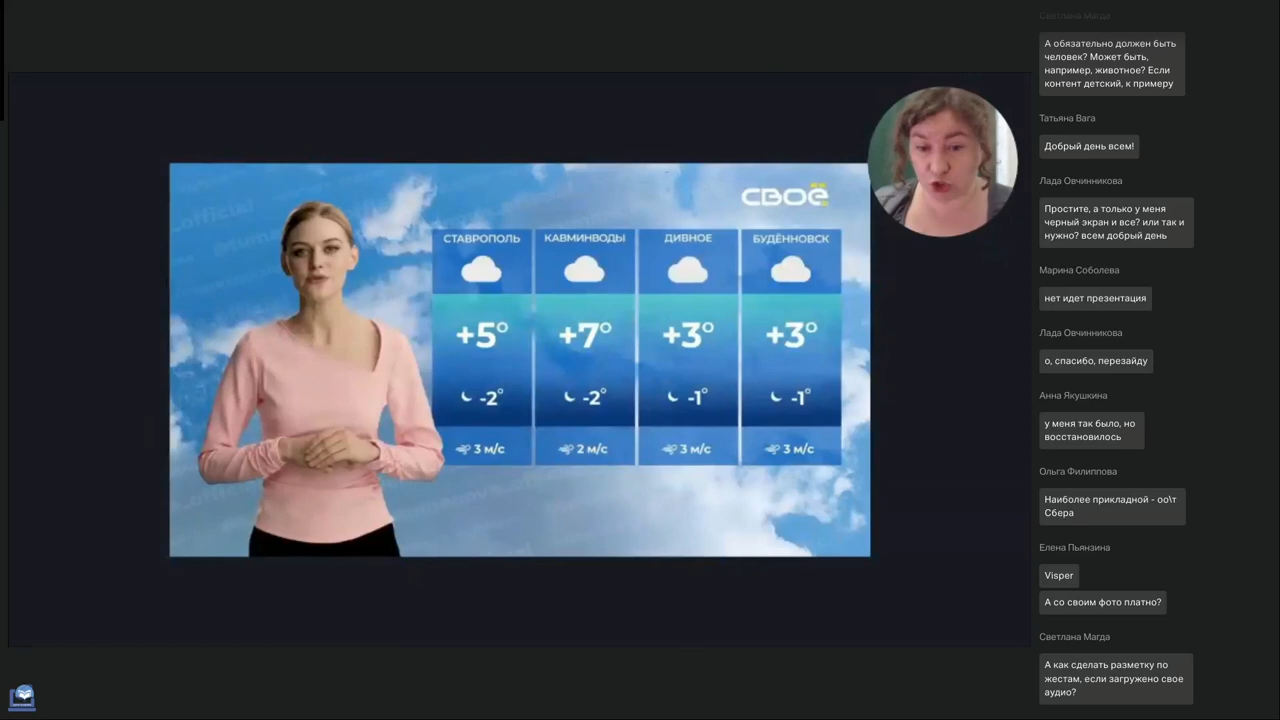 СВОЁ
СТАВРОПОЛЬ
КАВМИНВОДЫ
ДИВНОЕ
БУДЁННОВСК
+5°
+7°
+3°
+3°
-2°
-2°
-1°
-1°
3 м/с
2 м/с
3 м/с
3 м/с
Светлана Магда
А обязательно должен быть
человек? Может быть,
например, животное? Если
контент детский, к примеру
Татьяна Вага
Добрый день всем!
Лада Овчинникова
Простите, а только у меня
черный экран и все? или так и
нужно? всем добрый день
Марина Соболева
нет идет презентация
Лада Овчинникова
о, спасибо, перезайду
Анна Якушкина
у меня так было, но
восстановилось
Ольга Филиппова
Наиболее прикладной - оо\т
Сбера
Елена Пьянзина
Visper
А со своим фото платно?
Светлана Магда
А как сделать разметку по
жестам, если загружено свое
аудио?